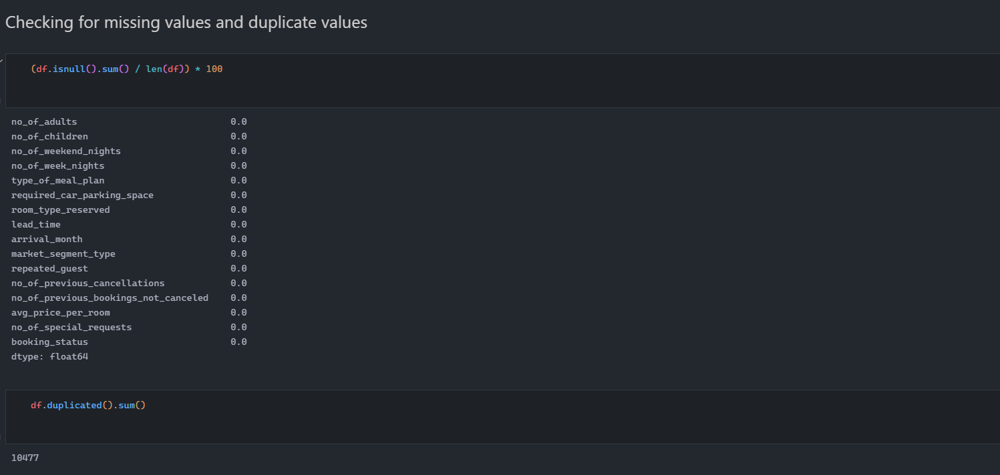 Checking for missing values and duplicate values
(df.isnull().sum() / len(df)) * 100
no_of_adults 0.0
no_of_children 0.0
no_of_weekend_nights 0.0
no_of_week_nights 0.0
type_of_meal_plan 0.0
required_car_parking_space 0.0
room_type_reserved 0.0
lead_time 0.0
arrival_month 0.0
market_segment_type 0.0
repeated_guest 0.0
no_of_previous_cancellations 0.0
no_of_previous_bookings_not_canceled 0.0
avg_price_per_room 0.0
no_of_special_requests 0.0
booking_status 0.0
dtype: float64
df.duplicated().sum()
10477